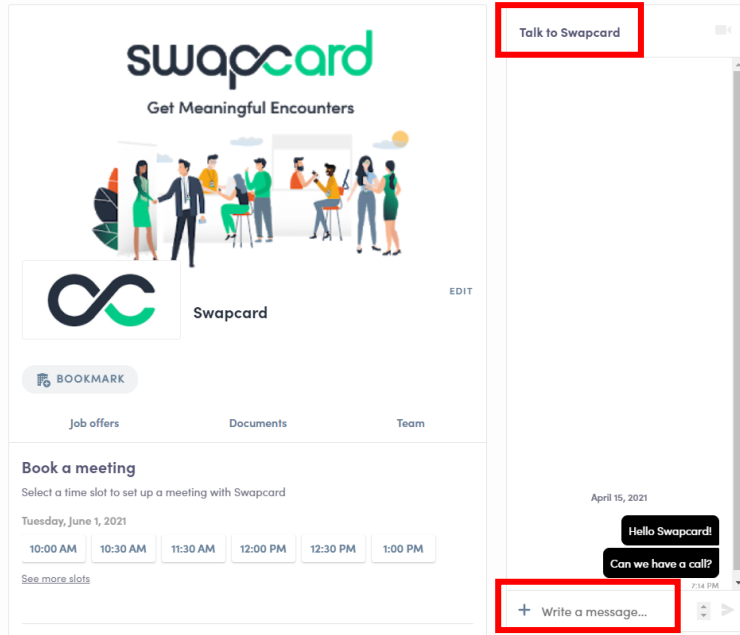 swapcard
Get Meaningful Encounters
Swapcard
EDIT
BOOKMARK
Job offers
Documents
Team
Book a meeting
Select a time slot to set up a meeting with Swapcard
Tuesday, June 1, 2021
10:00 AM
10:30 AM
11:30 AM
12:00 PM
12:30 PM
1:00 PM
See more slots
Talk to Swapcard
April 15, 2021
Hello Swapcard!
Can we have a call?
7:14 PM
Write a message...